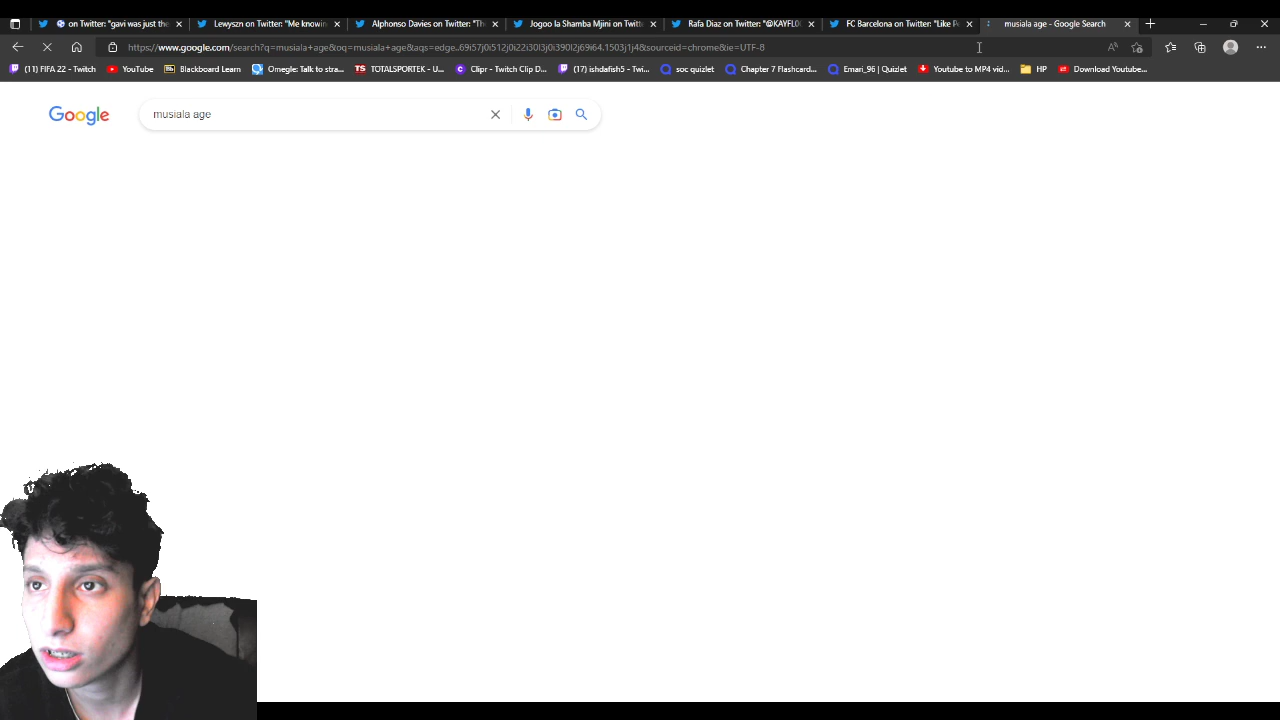 on Twitter: "gavi was just the
Lewyszn on Twitter: "Me knowin
Alphonso Davies on Twitter: "Th
Jogoo la Shamba Mjini on Twitt
Rafa Diaz on Twitter: "@KAYFL0
FC Barcelona on Twitter: "Like Pe
musiala age - Google Search
https://www.google.com/search?q=musiala+age&oq=musiala+age&aqs=edge..69i57j0i512j0i22i30l3j0i390l2j69i64.1503j1j4&sourceid=chrome&ie=UTF-8
(11) FIFA 22 - Twitch
YouTube
Bb Blackboard Learn
Omegle: Talk to stra...
TS TOTALSPORTEK - U...
Clipr - Twitch Clip D...
(17) ishdafish5 - Twi...
soc quizlet
Chapter 7 Flashcard...
Emari_96 | Quizlet
Youtube to MP4 vid...
HP
Download Youtube...
Google
musiala age